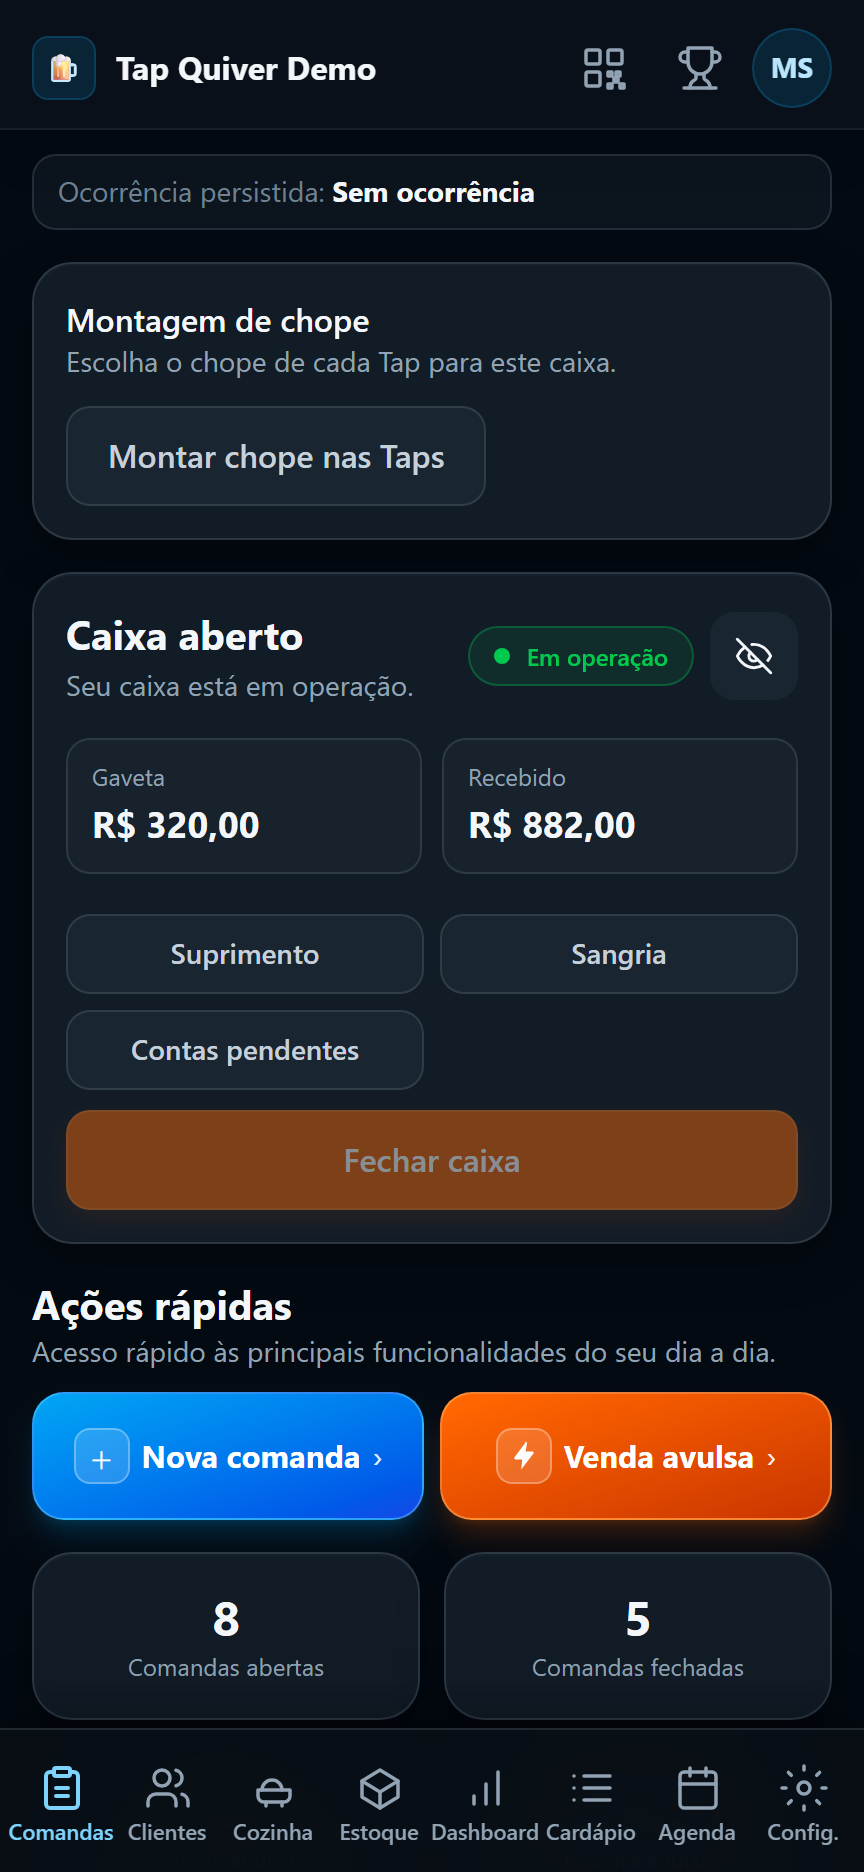 Tap Quiver Demo
MS
Ocorrência persistida: Sem ocorrência
Montagem de chope
Escolha o chope de cada Tap para este caixa.
Montar chope nas Taps
Caixa aberto
Em operação
Seu caixa está em operação.
Gaveta
R$ 320,00
Recebido
R$ 882,00
Suprimento
Sangria
Contas pendentes
Fechar caixa
Ações rápidas
Acesso rápido às principais funcionalidades do seu dia a dia.
+ Nova comanda ›
Venda avulsa ›
8
Comandas abertas
5
Comandas fechadas
Comandas
Clientes
Cozinha
Estoque
Dashboard
Cardápio
Agenda
Config.